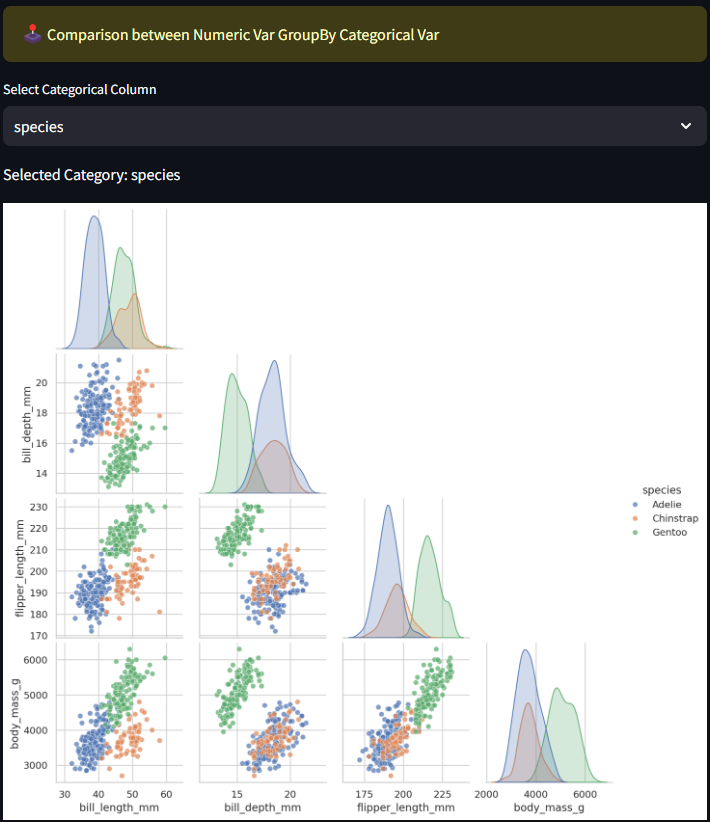 Comparison between Numeric Var GroupBy Categorical Var
Select Categorical Column
species
Selected Category: species
bill_depth_mm
20
18
16
14
species
Adelie
Chinstrap
Gentoo
flipper_length_mm
230
220
210
200
190
180
170
body_mass_g
6000
5000
4000
3000
30 40 50 60
15 20
175 200 225
2000 4000 6000
bill_length_mm
bill_depth_mm
flipper_length_mm
body_mass_g